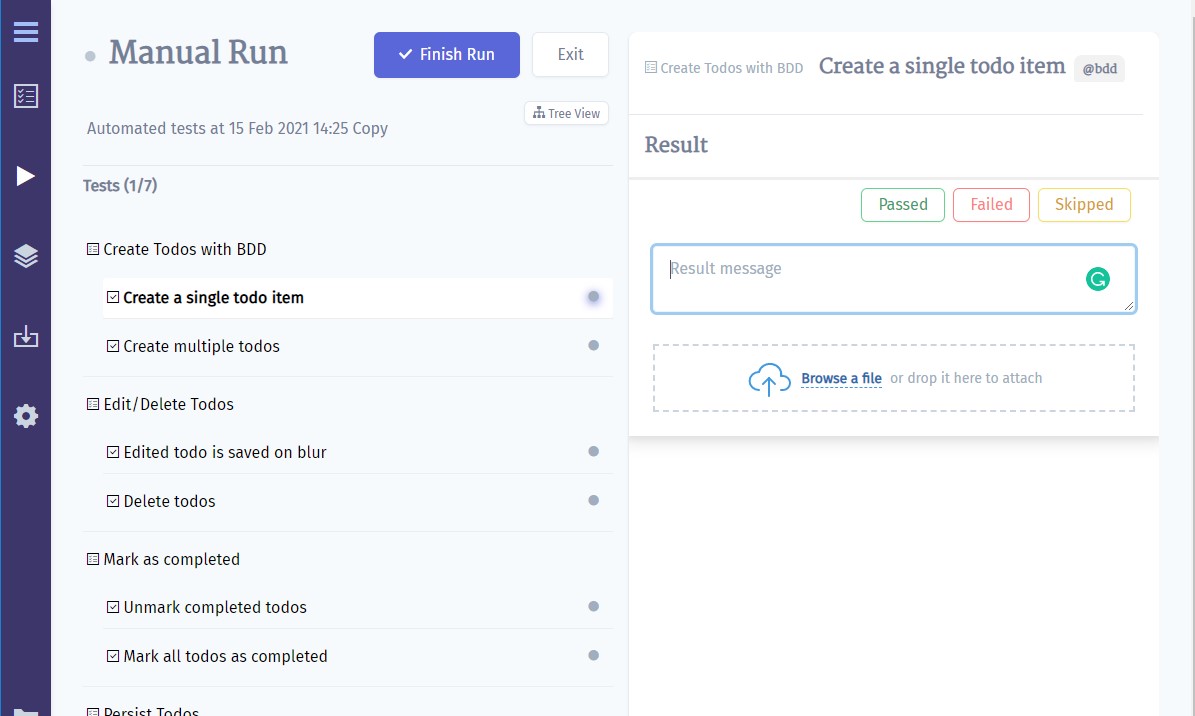 Manual Run
Finish Run
Exit
Tree View
Automated tests at 15 Feb 2021 14:25 Copy
Tests (1/7)
Create Todos with BDD
Create a single todo item
Create multiple todos
Edit/Delete Todos
Edited todo is saved on blur
Delete todos
Mark as completed
Unmark completed todos
Mark all todos as completed
Persist Todos
Create Todos with BDD Create a single todo item @bdd
Result
Passed Failed Skipped
Result message
Browse a file or drop it here to attach